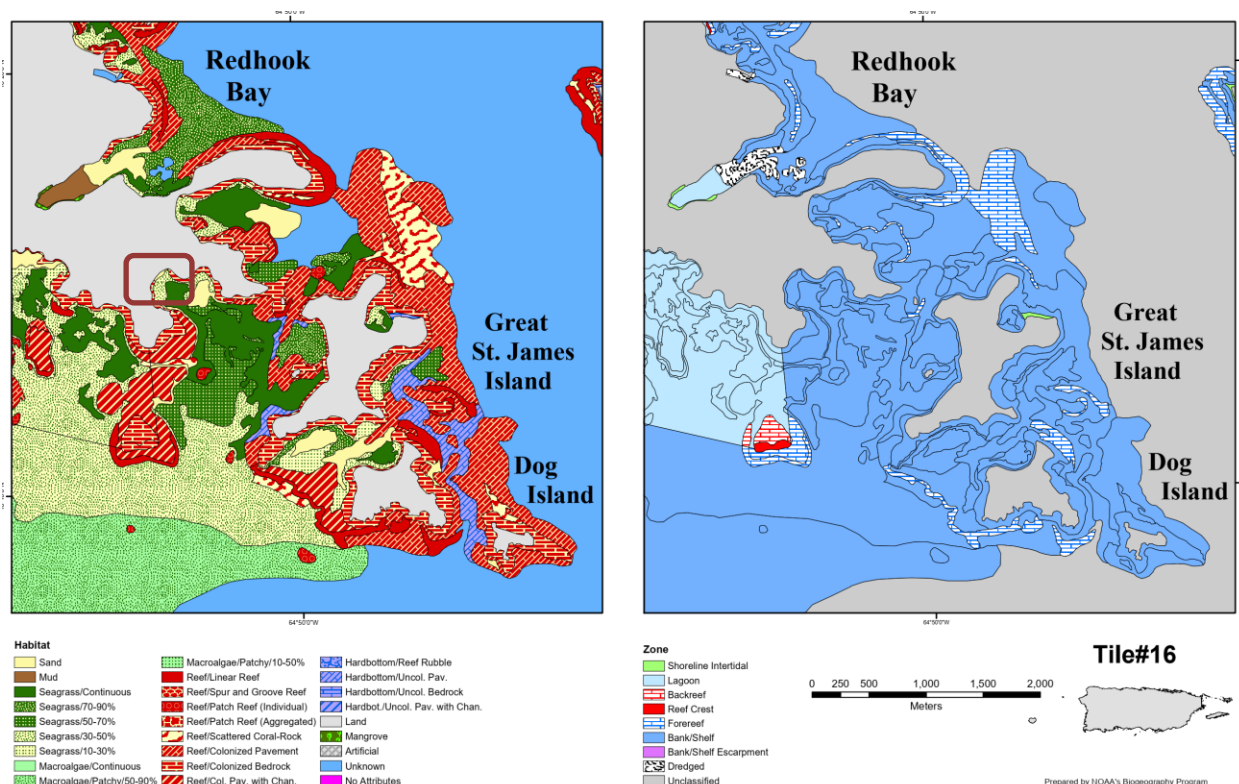 64°50'0"W
64°50'0"W
Redhook
Bay
Great
St. James
Island
Dog
Island
Redhook
Bay
Great
St. James
Island
Dog
Island
64°50'0"W
64°50'0"W
Habitat
Sand
Mud
Seagrass/Continuous
Seagrass/70-90%
Seagrass/50-70%
Seagrass/30-50%
Seagrass/10-30%
Macroalgae/Continuous
Macroalgae/Patchy/50-90%
Macroalgae/Patchy/10-50%
Reef/Linear Reef
Reef/Spur and Groove Reef
Reef/Patch Reef (Individual)
Reef/Patch Reef (Aggregated)
Reef/Scattered Coral-Rock
Reef/Colonized Pavement
Reef/Colonized Bedrock
Reef/Col. Pav. with Chan.
Hardbottom/Reef Rubble
Hardbottom/Uncol. Pav.
Hardbottom/Uncol. Bedrock
Hardbot./Uncol. Pav. with Chan.
Land
Mangrove
Artificial
Unknown
No Attributes
Zone
Shoreline Intertidal
Lagoon
Backreef
Reef Crest
Forereef
Bank/Shelf
Bank/Shelf Escarpment
Dredged
Unclassified
0 250 500 1,000 1,500 2,000
Meters
Tile#16
Prepared by NOAA's Biogeography Program